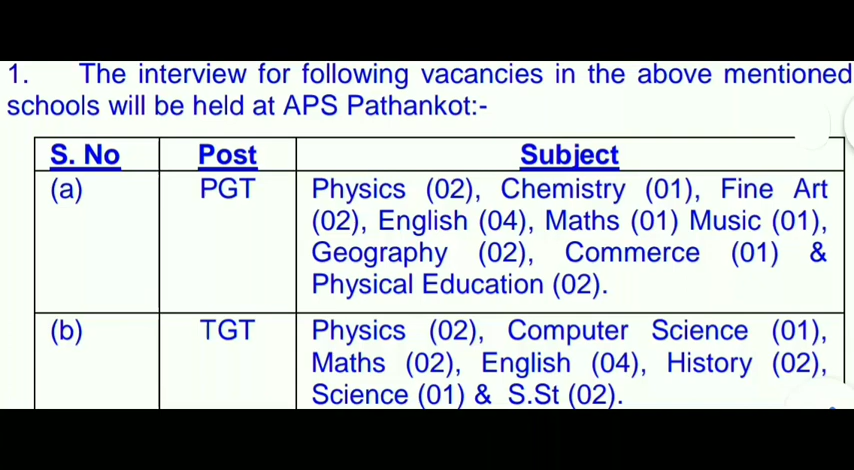 1. The interview for following vacancies in the above mentioned
schools will be held at APS Pathankot:-
S. No Post Subject
(a) PGT Physics (02), Chemistry (01), Fine Art
(02), English (04), Maths (01) Music (01),
Geography (02), Commerce (01) &
Physical Education (02).
(b) TGT Physics (02), Computer Science (01),
Maths (02), English (04), History (02),
Science (01) & S.St (02).